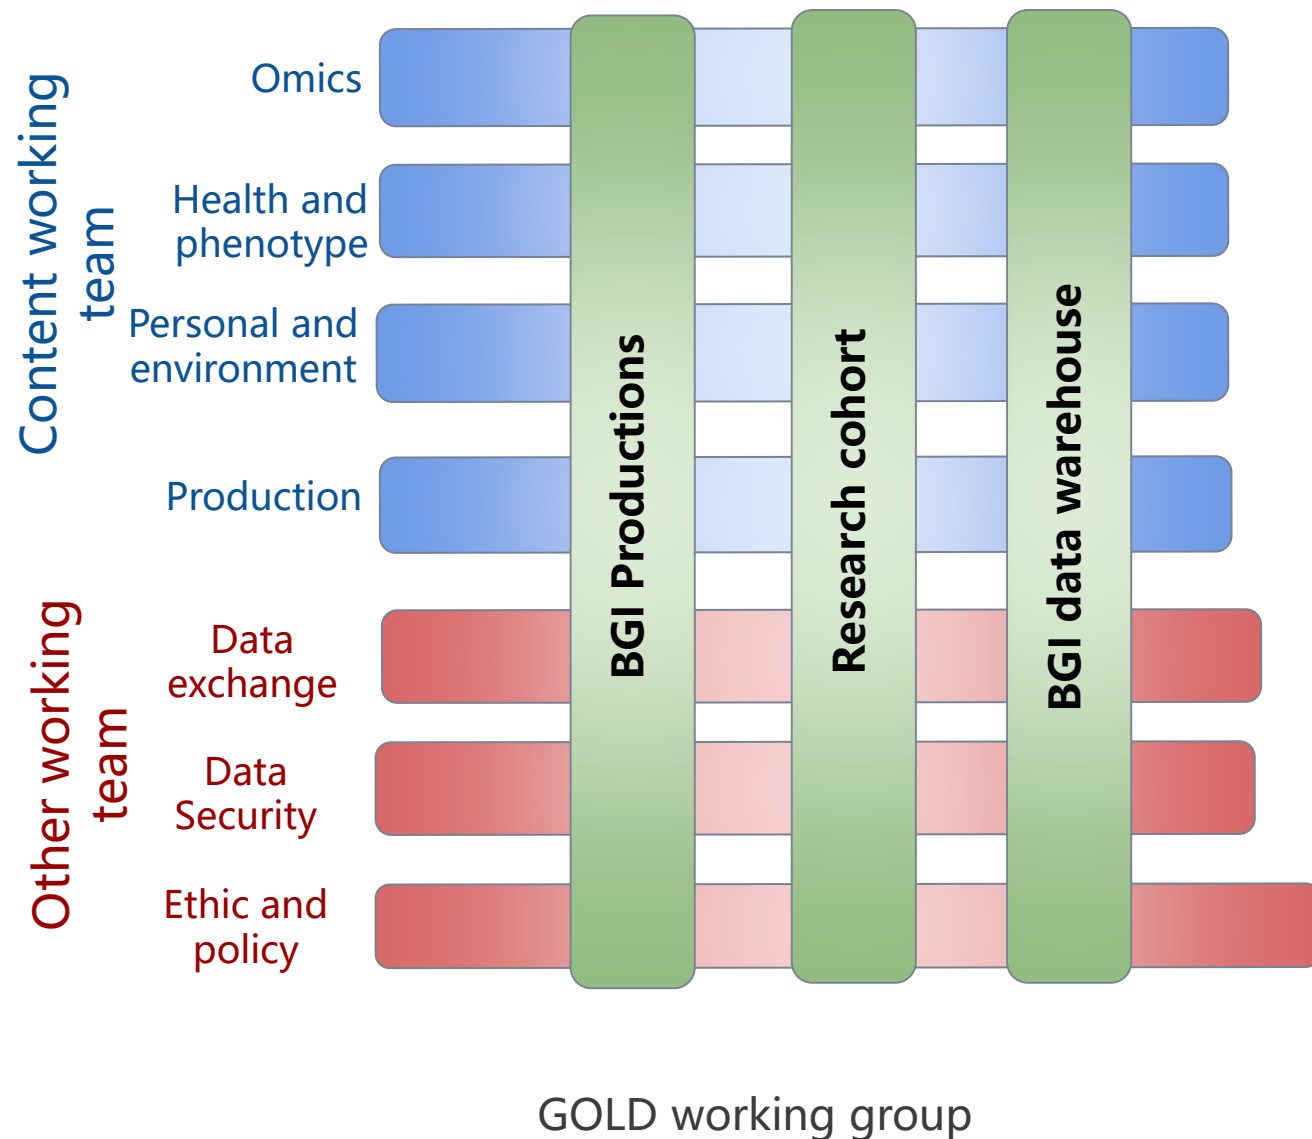 Content working
team
Omics
Health and
phenotype
Personal and
environment
Production
Other working
team
Data
exchange
Data
Security
Ethic and
policy
BGI Productions
Research cohort
BGI data warehouse
GOLD working group